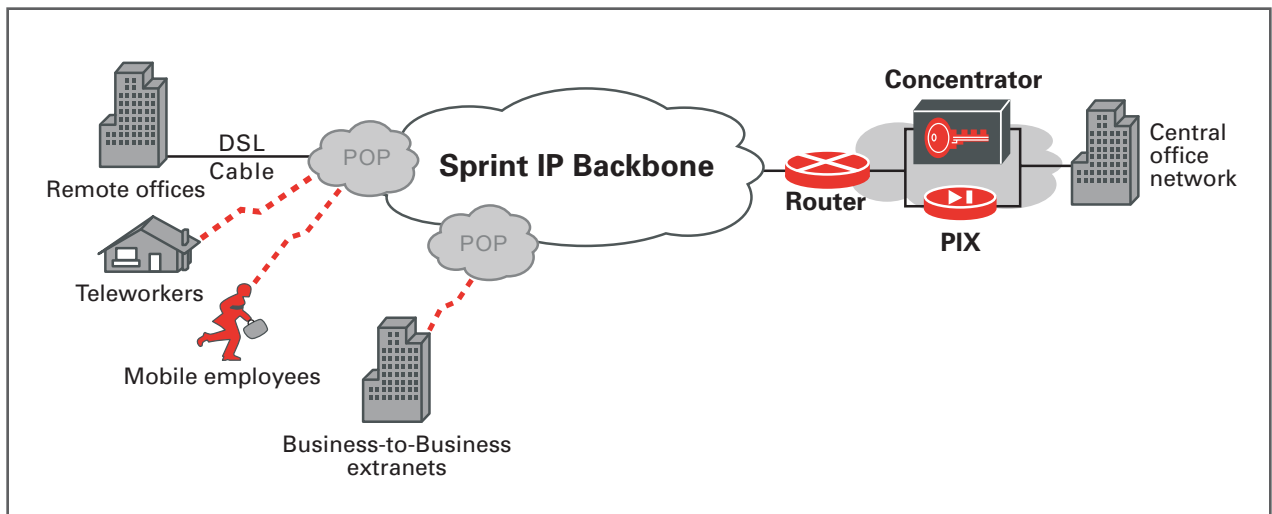 Concentrator
DSL
Cable
POP
Sprint IP Backbone
Central
office
network
Remote offices
Router
PIX
POP
Teleworkers
Mobile employees
Business-to-Business
extranets